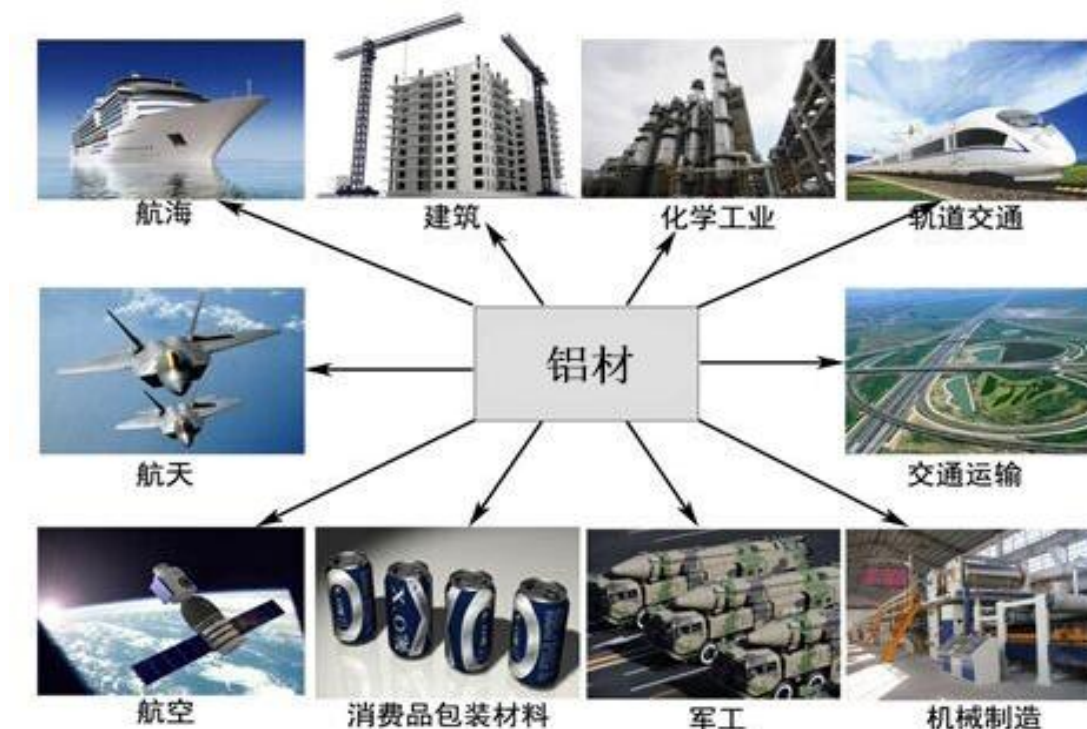 航海
建筑
化学工业
轨道交通
铝材
航天
交通运输
航空
消费品包装材料
军工
机械制造